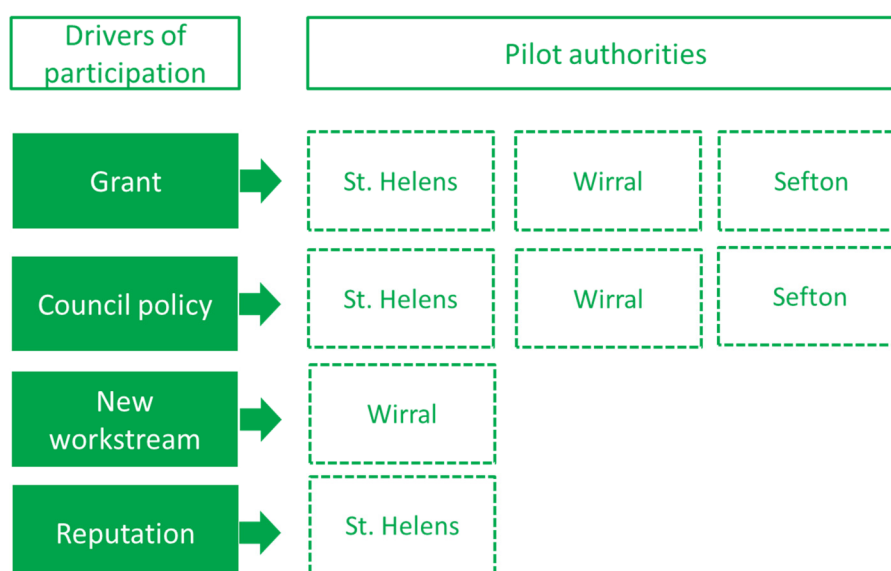 Drivers of
participation
Pilot authorities
Grant
St. Helens
Wirral
Sefton
Council policy
St. Helens
Wirral
Sefton
New
workstream
Wirral
Reputation
St. Helens